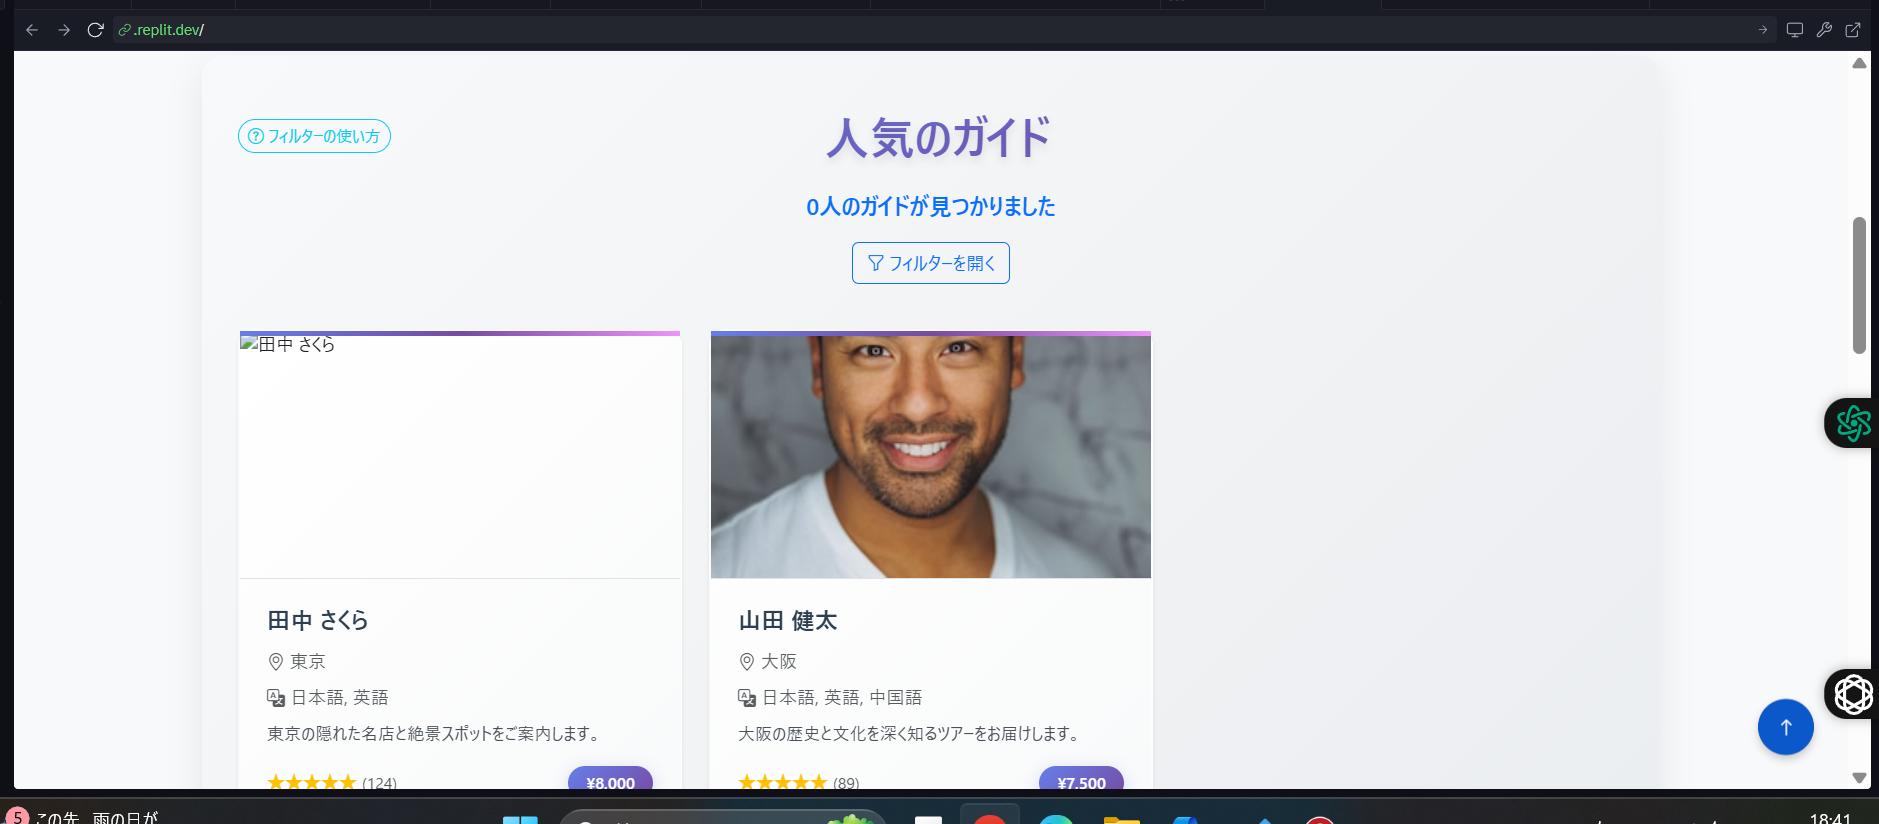 .replit.dev/
フィルターの使い方
人気のガイド
0人のガイドが見つかりました
フィルターを開く
田中 さくら
田中 さくら
東京
日本語, 英語
東京の隠れた名店と絶景スポットをご案内します。
★★★★★ (124)
¥8,000
山田 健太
大阪
日本語, 英語, 中国語
大阪の歴史と文化を深く知るツアーをお届けします。
★★★★★ (89)
¥7,500
5
この先 雨の日が
18:41